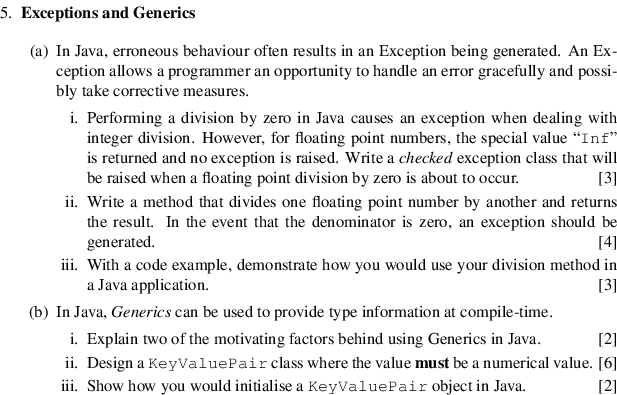 5. Exceptions and Generics
(a) In Java, erroneous behaviour often results in an Exception being generated. An Ex-
ception allows a programmer an opportunity to handle an error gracefully and possi-
bly take corrective measures.
i. Performing a division by zero in Java causes an exception when dealing with
integer division. However, for floating point numbers, the special value “Inf”
is returned and no exception is raised. Write a checked exception class that will
be raised when a floating point division by zero is about to occur. [3]
ii. Write a method that divides one floating point number by another and returns
the result. In the event that the denominator is zero, an exception should be
generated. [4]
iii. With a code example, demonstrate how you would use your division method in
a Java application. [3]
(b) In Java, Generics can be used to provide type information at compile-time.
i. Explain two of the motivating factors behind using Generics in Java. [2]
ii. Design a KeyValuePair class where the value must be a numerical value. [6]
iii. Show how you would initialise a KeyValuePair object in Java. [2]